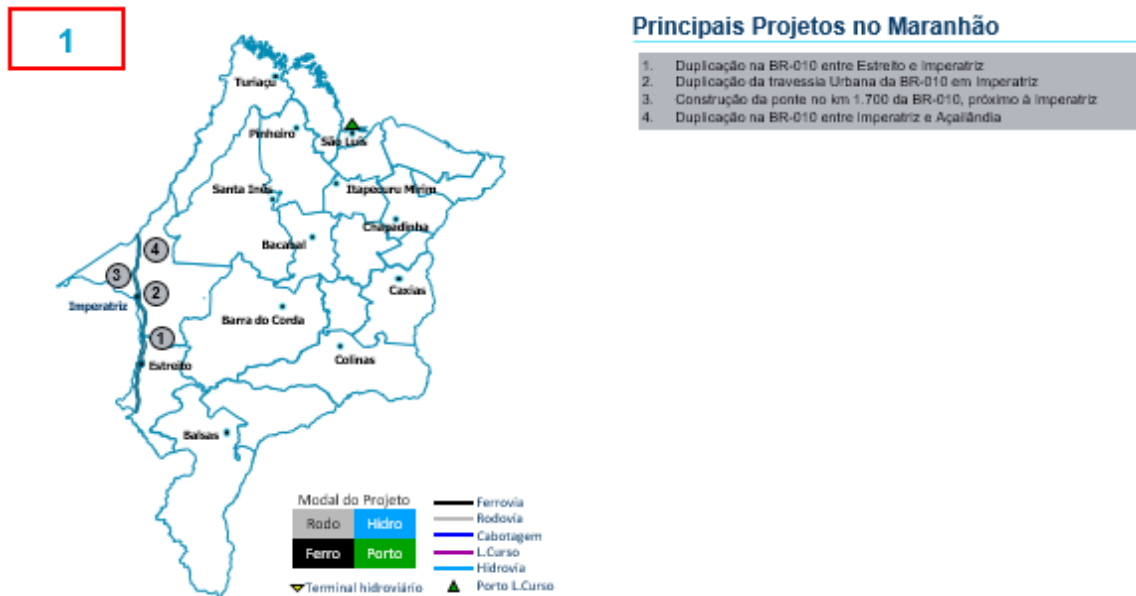 1
Principais Projetos no Maranhão
1. Duplicação na BR-010 entre Estreito e Imperatriz
2. Duplicação da travessia Urbana da BR-010 em Imperatriz
3. Construção da ponte no km 1.700 da BR-010, próximo à Imperatriz
4. Duplicação na BR-010 entre Imperatriz e Açailândia
Turiaçu
Pinheiro
São Luís
Santa Inês
Itapecuru Mirim
Chapadinha
Bacabal
4
3
2
Imperatriz
Caxias
Barra do Corda
1
Estreito
Colinas
Balsas
Modal do Projeto
Rodo
Hidro
Ferro
Porto
Terminal hidroviário
Ferrovia
Rodovia
Cabotagem
L.Curso
Hidrovia
Porto L.Curso